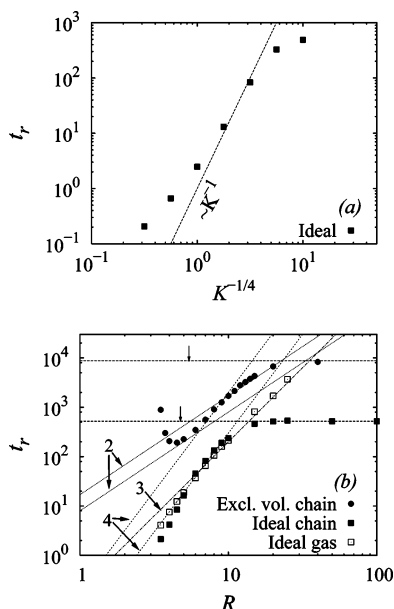 10^3
10^2
10^1
10^0
10^-1
t_r
~K^-1
(a)
Ideal
10^-1 10^0 10^1
K^-1/4
10^5
10^4
10^3
10^2
10^1
10^0
t_r
2
3
4
(b)
Excl. vol. chain
Ideal chain
Ideal gas
1 10 100
R